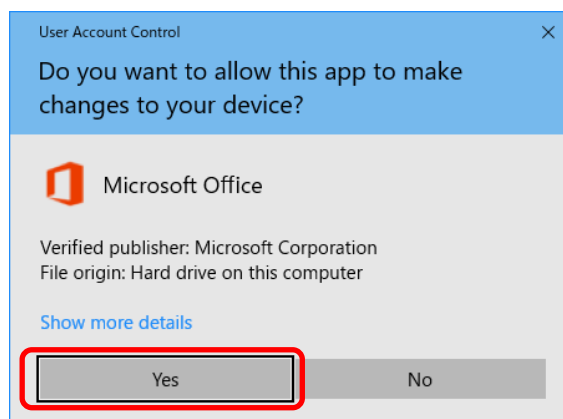 User Account Control
Do you want to allow this app to make
changes to your device?
Microsoft Office
Verified publisher: Microsoft Corporation
File origin: Hard drive on this computer
Show more details
Yes
No